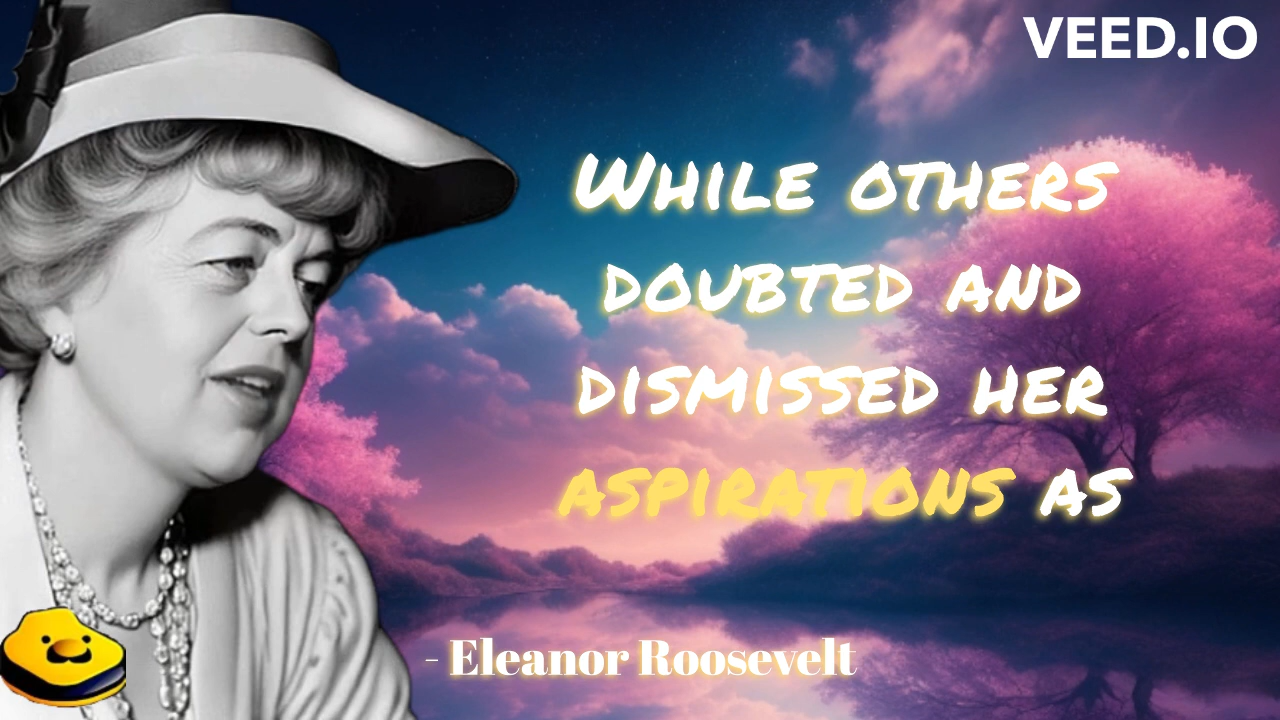 VEED.IO
WHILE OTHERS
DOUBTED AND
DISMISSED HER
ASPIRATIONS AS
- Eleanor Roosevelt